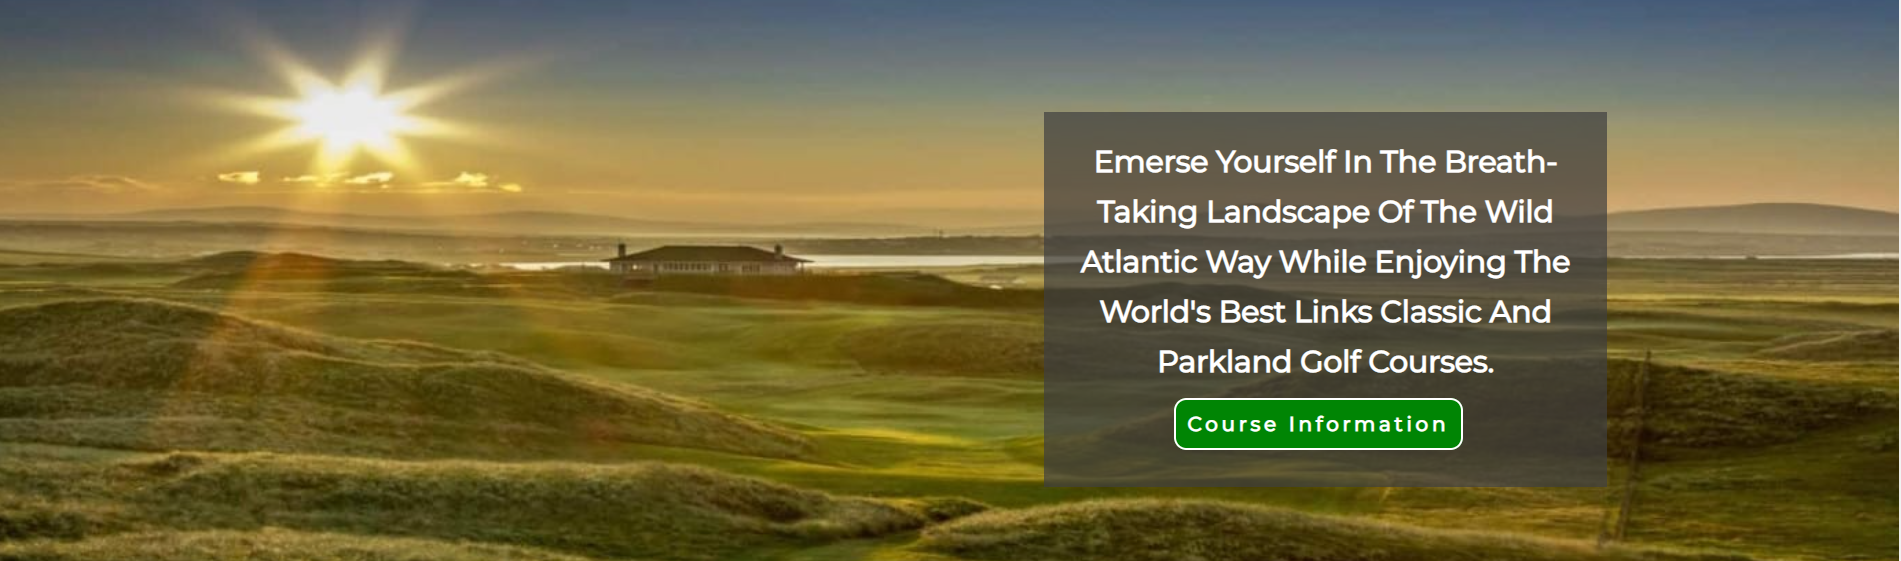 Emerse Yourself In The Breath-
Taking Landscape Of The Wild
Atlantic Way While Enjoying The
World's Best Links Classic And
Parkland Golf Courses.
Course Information